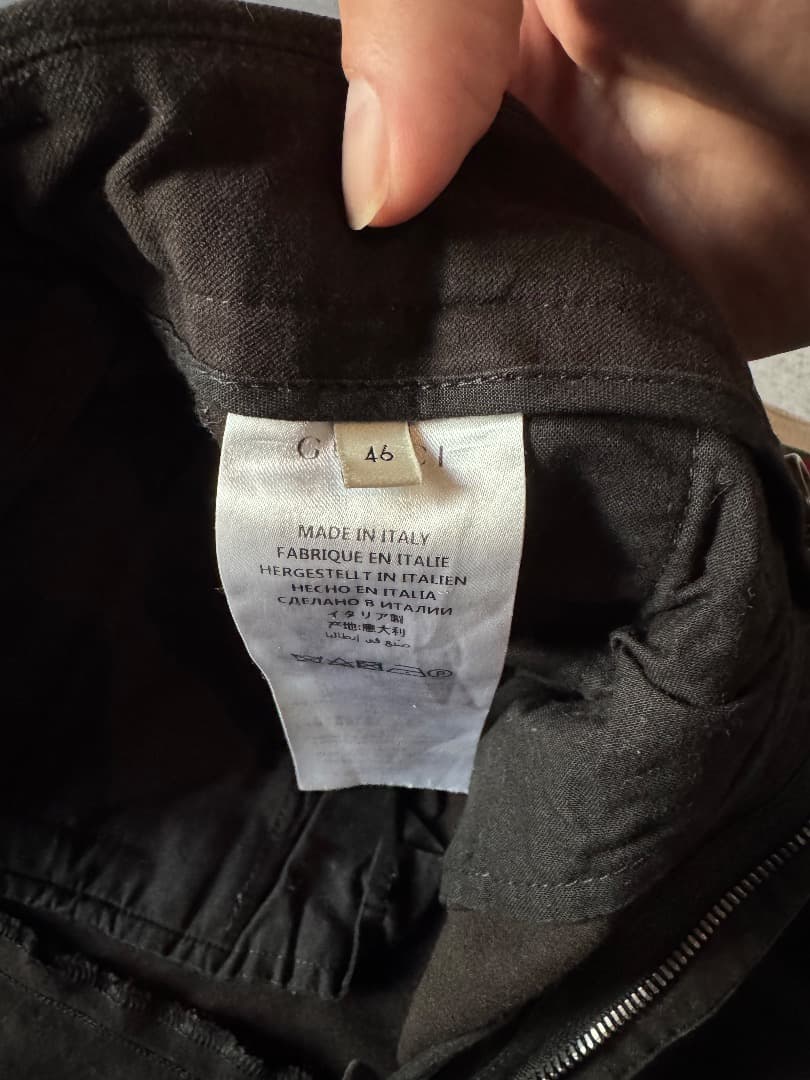 G CI
46
MADE IN ITALY
FABRIQUE EN ITALIE
HERGESTELLT IN ITALIEN
HECHO EN ITALIA
СДЕЛАНО В ИТАЛИИ
イタリア製
产地:意大利
صنع في إيطاليا
P